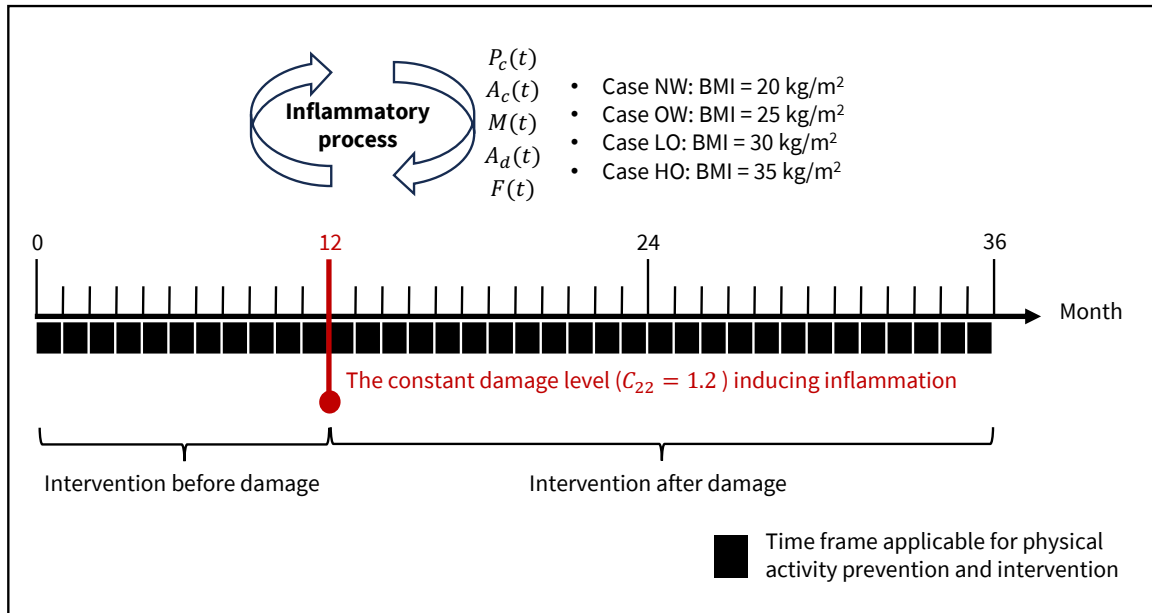 P_c(t)
A_c(t)
M(t)
A_d(t)
F(t)
Inflammatory
process
• Case NW: BMI = 20 kg/m²
• Case OW: BMI = 25 kg/m²
• Case LO: BMI = 30 kg/m²
• Case HO: BMI = 35 kg/m²
0 12 24 36
Month
The constant damage level (C₂₂ = 1.2 ) inducing inflammation
Intervention before damage
Intervention after damage
Time frame applicable for physical
activity prevention and intervention